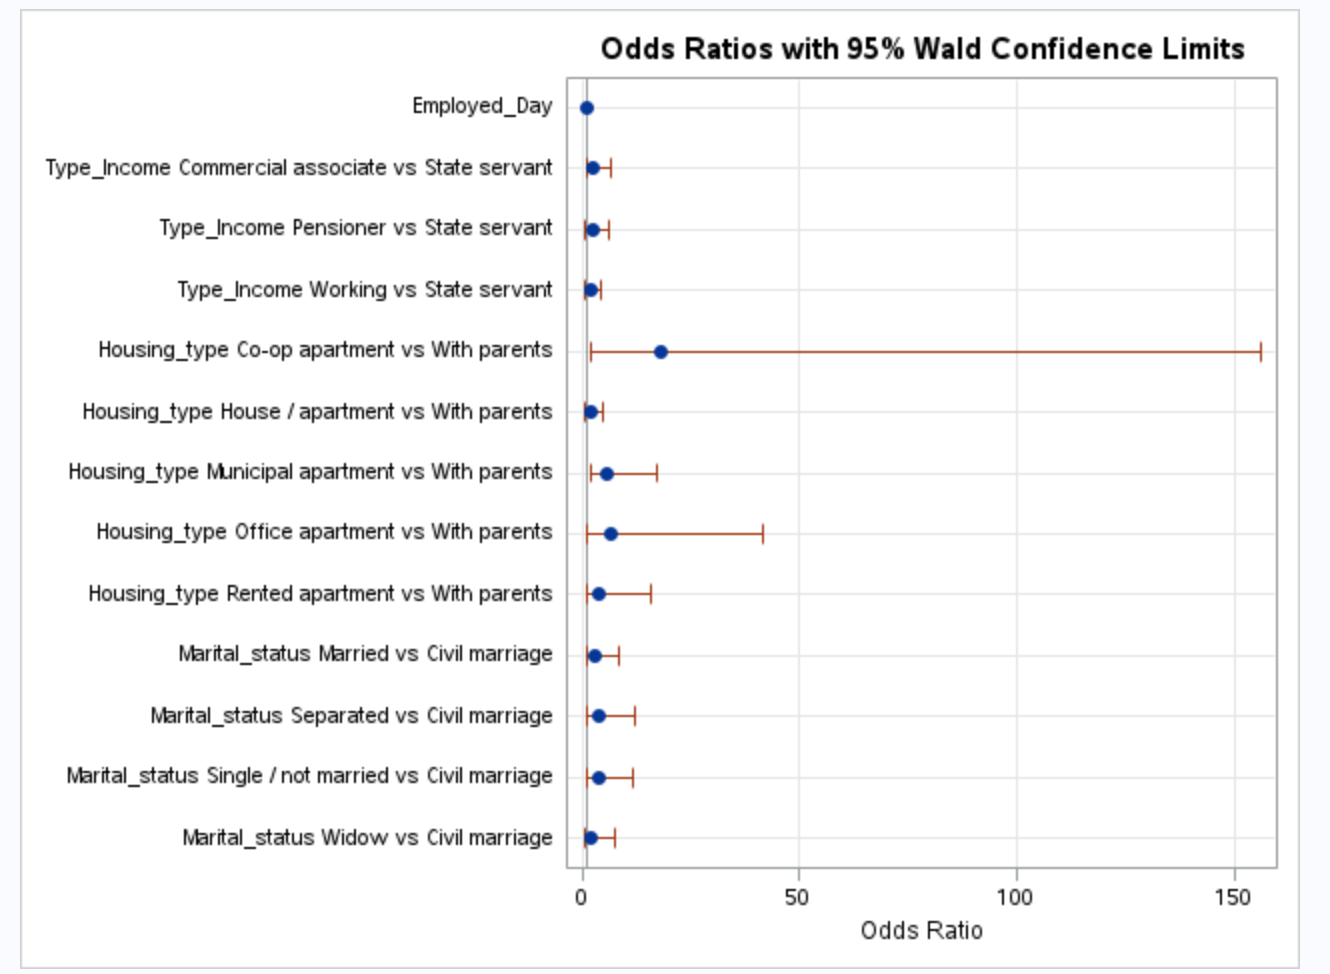 Odds Ratios with 95% Wald Confidence Limits
Employed_Day
Type_Income Commercial associate vs State servant
Type_Income Pensioner vs State servant
Type_Income Working vs State servant
Housing_type Co-op apartment vs With parents
Housing_type House / apartment vs With parents
Housing_type Municipal apartment vs With parents
Housing_type Office apartment vs With parents
Housing_type Rented apartment vs With parents
Marital_status Married vs Civil marriage
Marital_status Separated vs Civil marriage
Marital_status Single / not married vs Civil marriage
Marital_status Widow vs Civil marriage
0 50 100 150
Odds Ratio